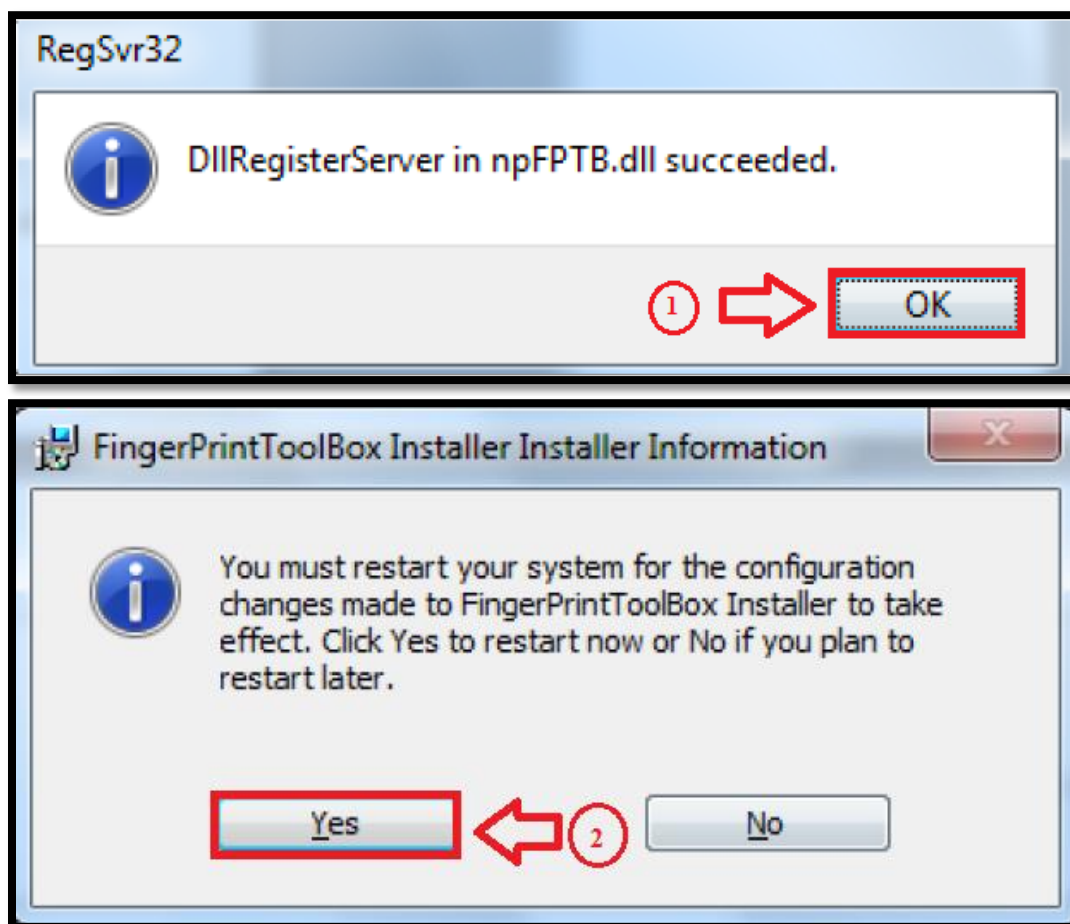 RegSvr32
DllRegisterServer in npFPTB.dll succeeded.
1
OK
FingerPrintToolBox Installer Installer Information
You must restart your system for the configuration
changes made to FingerPrintToolBox Installer to take
effect. Click Yes to restart now or No if you plan to
restart later.
Yes
2
No